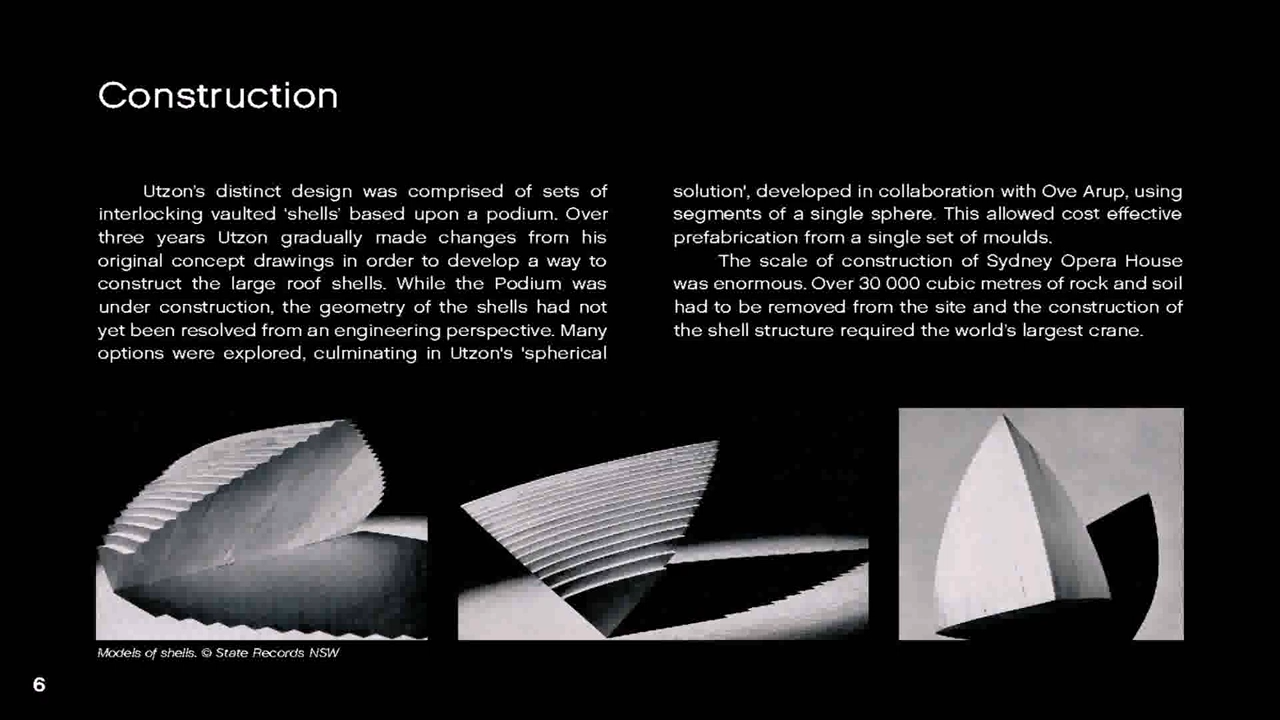 Construction
Utzon's distinct design was comprised of sets of
interlocking vaulted 'shells' based upon a podium. Over
three years Utzon gradually made changes from his
original concept drawings in order to develop a way to
construct the large roof shells. While the Podium was
under construction, the geometry of the shells had not
yet been resolved from an engineering perspective. Many
options were explored, culminating in Utzon's 'spherical
solution', developed in collaboration with Ove Arup, using
segments of a single sphere. This allowed cost effective
prefabrication from a single set of moulds.
The scale of construction of Sydney Opera House
was enormous. Over 30 000 cubic metres of rock and soil
had to be removed from the site and the construction of
the shell structure required the world's largest crane.
Models of shells. © State Records NSW
6